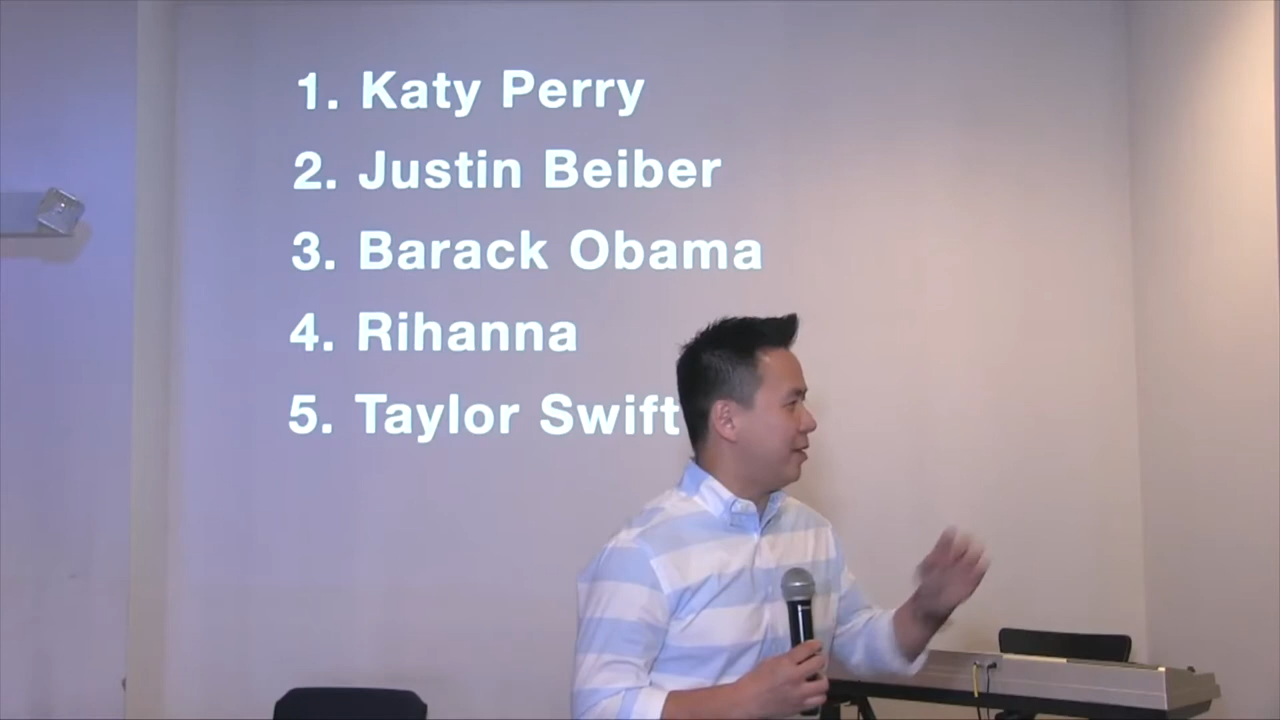 1. Katy Perry
2. Justin Beiber
3. Barack Obama
4. Rihanna
5. Taylor Swift